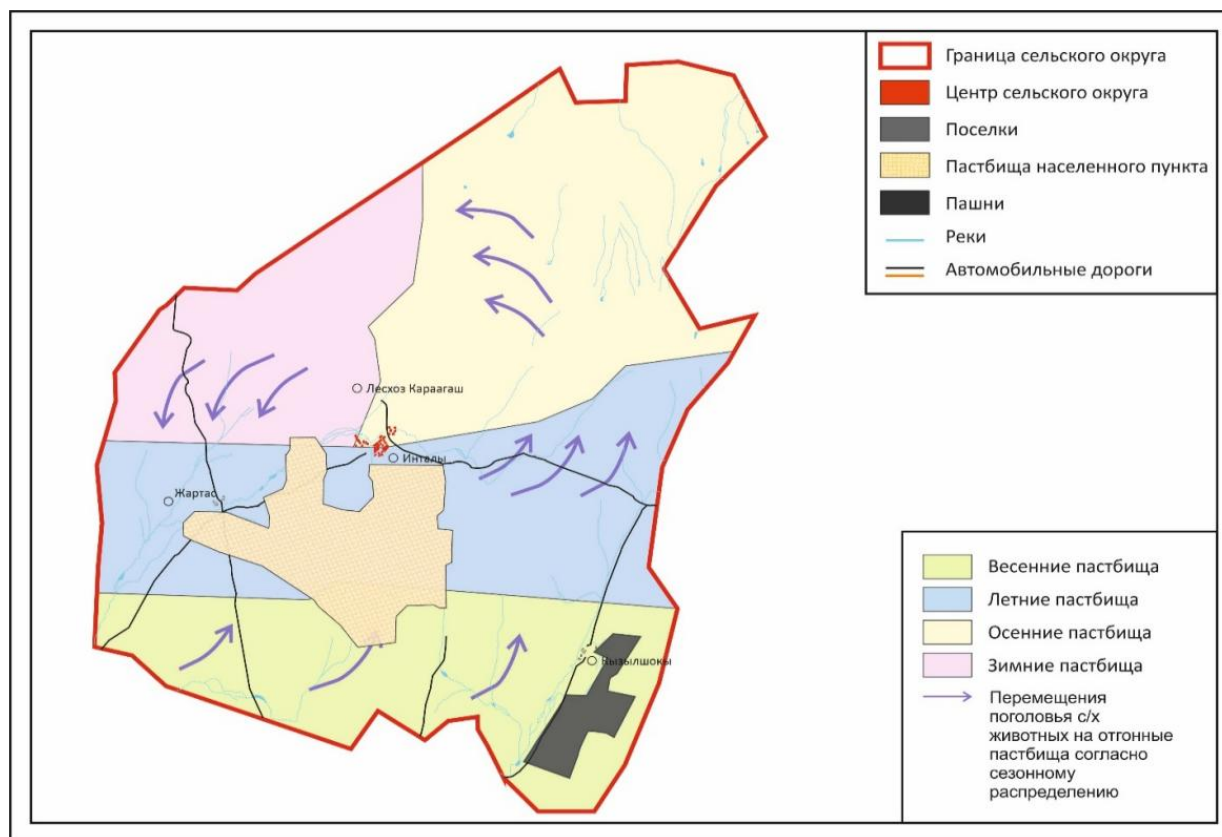 Граница сельского округа
Центр сельского округа
Поселки
Пастбища населенного пункта
Пашни
Реки
Автомобильные дороги
Лесхоз Караагаш
Инталы
Жартас
Кызылшокы
Весенние пастбища
Летние пастбища
Осенние пастбища
Зимние пастбища
Перемещения
поголовья с/х
животных на отгонные
пастбища согласно
сезонному
распределению